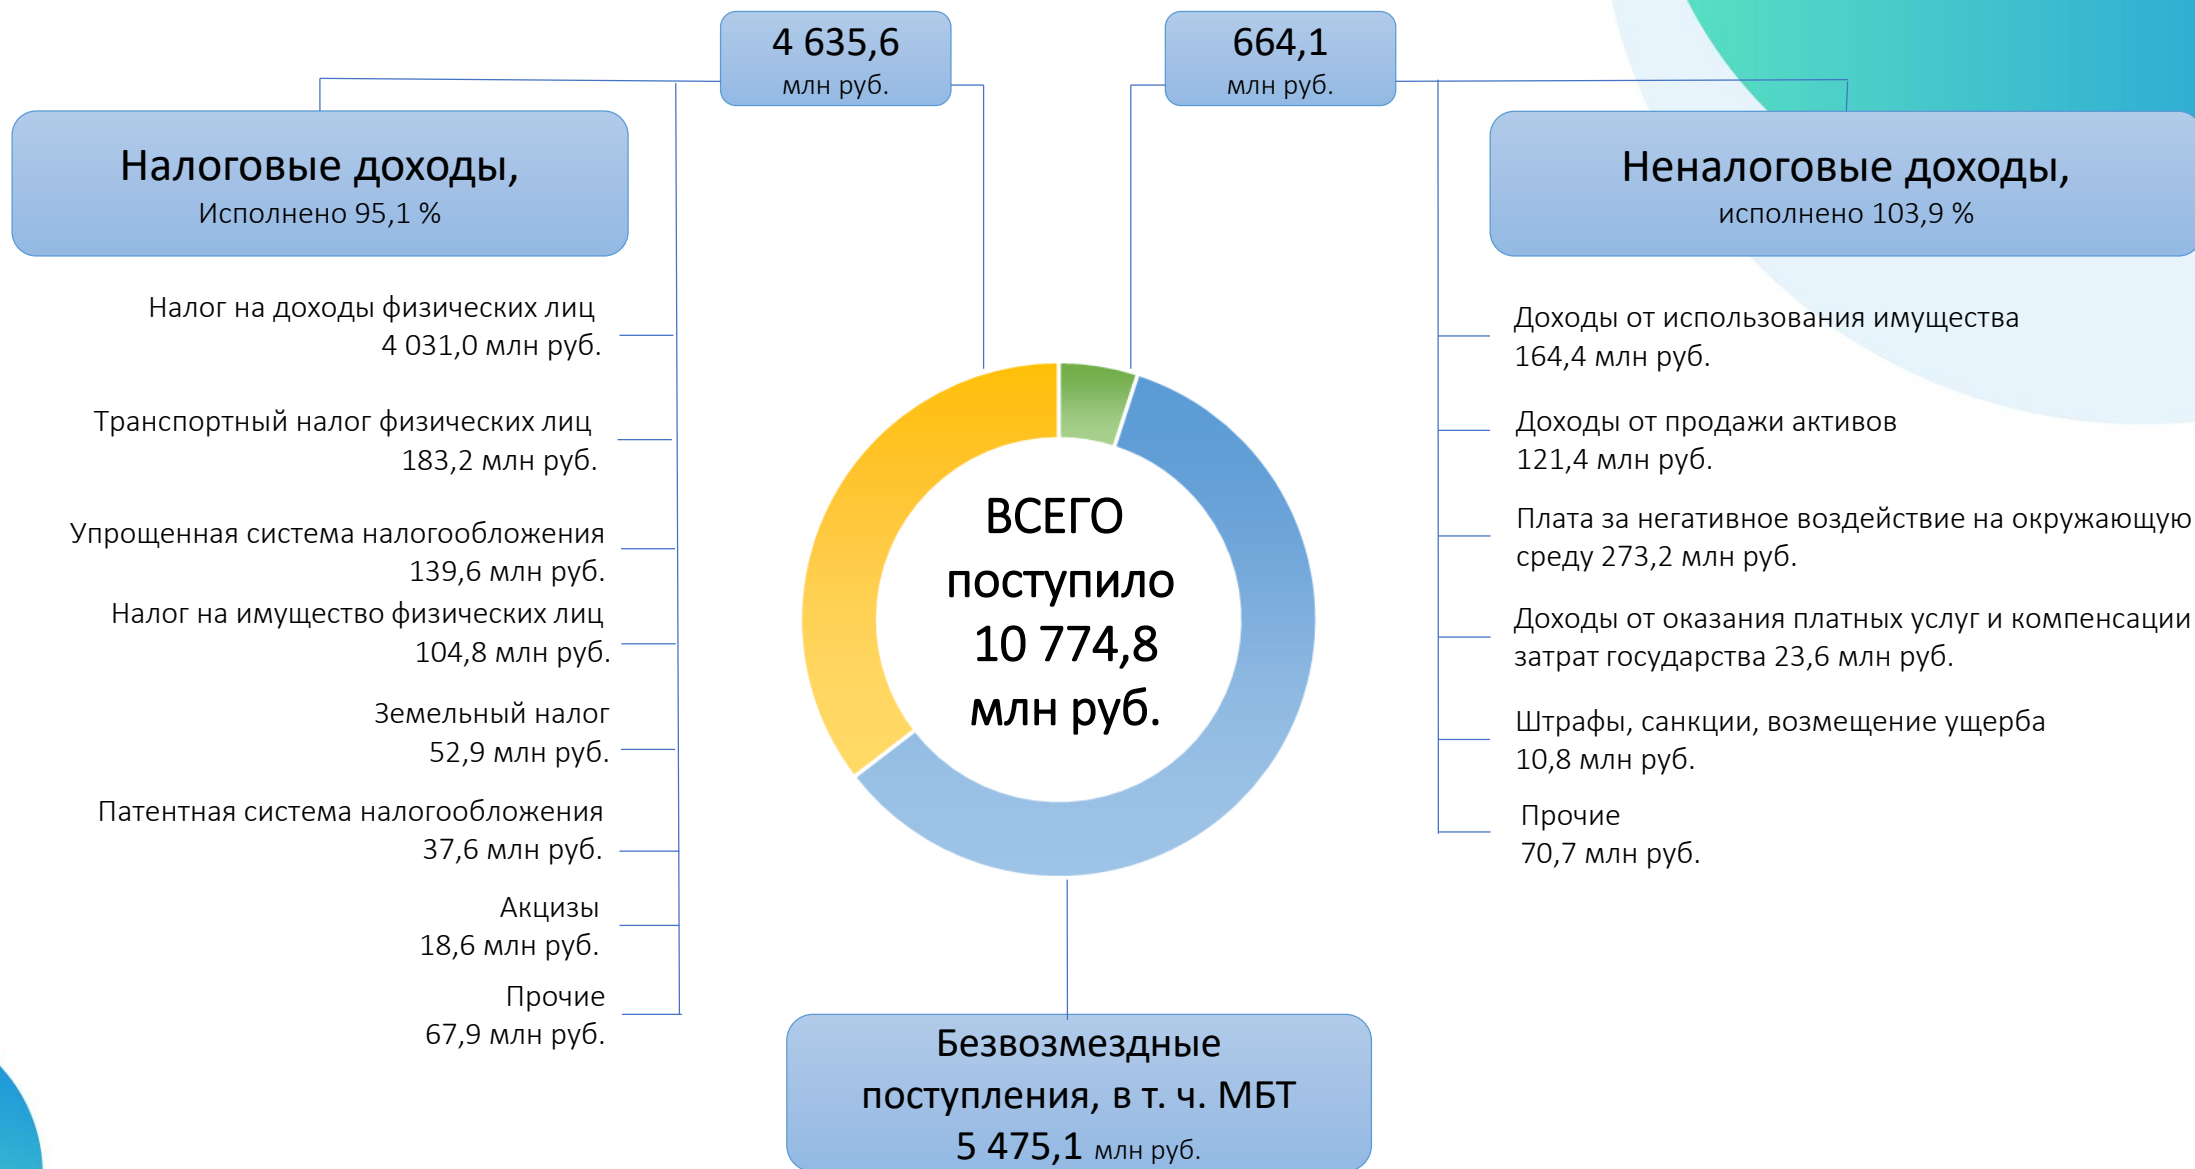 4 635,6
млн руб.
664,1
млн руб.
Налоговые доходы,
Исполнено 95,1 %
Неналоговые доходы,
исполнено 103,9 %
Налог на доходы физических лиц
4 031,0 млн руб.
Транспортный налог физических лиц
183,2 млн руб.
Упрощенная система налогообложения
139,6 млн руб.
Налог на имущество физических лиц
104,8 млн руб.
Земельный налог
52,9 млн руб.
Патентная система налогообложения
37,6 млн руб.
Акцизы
18,6 млн руб.
Прочие
67,9 млн руб.
ВСЕГО
поступило
10 774,8
млн руб.
Доходы от использования имущества
164,4 млн руб.
Доходы от продажи активов
121,4 млн руб.
Плата за негативное воздействие на окружающую
среду 273,2 млн руб.
Доходы от оказания платных услуг и компенсации
затрат государства 23,6 млн руб.
Штрафы, санкции, возмещение ущерба
10,8 млн руб.
Прочие
70,7 млн руб.
Безвозмездные
поступления, в т. ч. МБТ
5 475,1 млн руб.